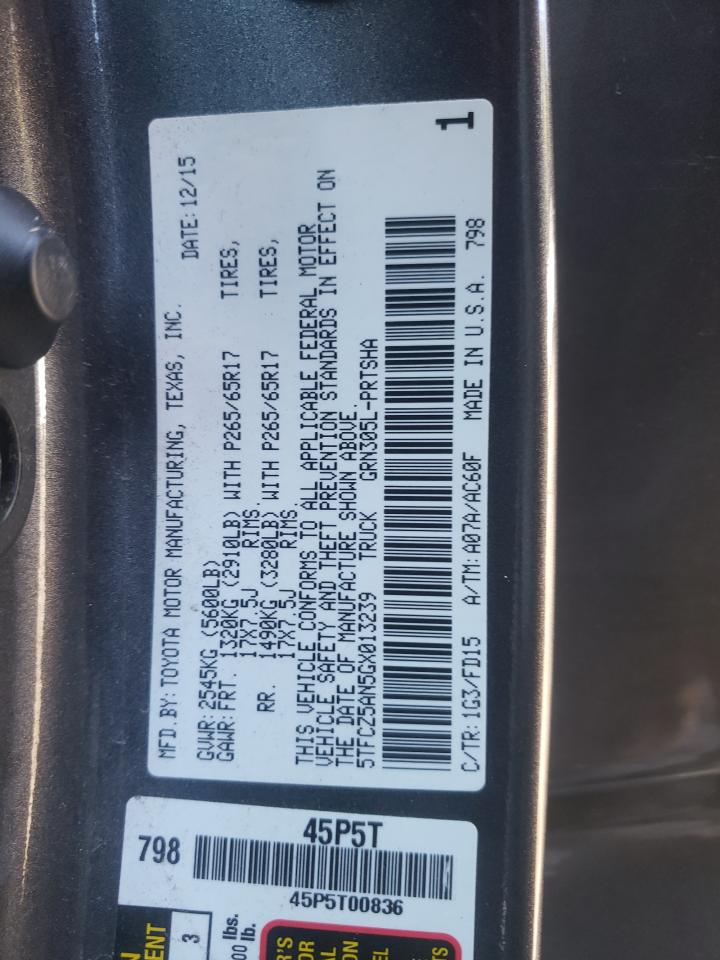 MFD.BY:TOYOTA MOTOR MANUFACTURING, TEXAS, INC. DATE:12/15
GVWR:2545KG (5600LB)
GAWR:FRT. 1320KG (2910LB) WITH P265/65R17 TIRES,
17X7.5J RIMS.
RR. 1490KG (3280LB) WITH P265/65R17 TIRES,
17X7.5J RIMS.
THIS VEHICLE CONFORMS TO ALL APPLICABLE FEDERAL MOTOR
VEHICLE SAFETY AND THEFT PREVENTION STANDARDS IN EFFECT ON
THE DATE OF MANUFACTURE SHOWN ABOVE.
5TFCZ5AN5GX013239 TRUCK GRN305L-PRTSHA
C/TR:1G3/FD15 A/TM:A07A/AC60F MADE IN U.S.A. 798
1
798
45P5T
45P5T00836
3
lbs.
lb.